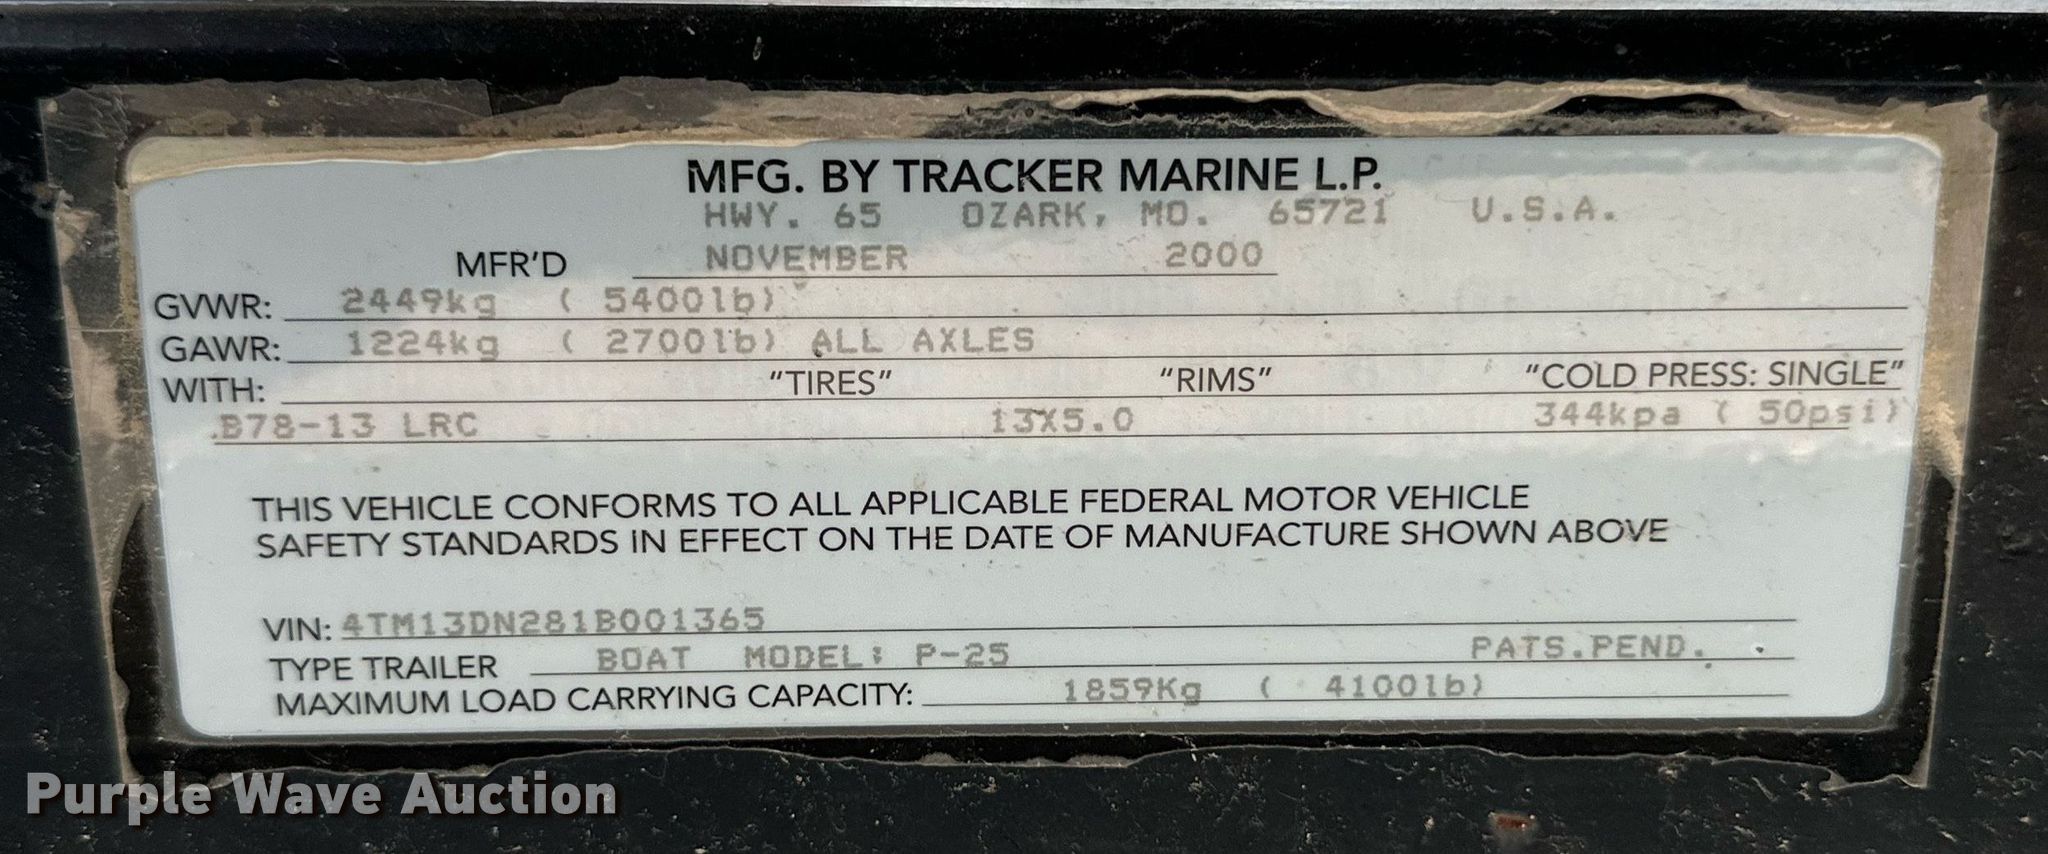 MFG. BY TRACKER MARINE L.P.
HWY. 65 OZARK, MO. 65721 U.S.A.
MFR'D NOVEMBER 2000
GVWR: 2449kg ( 5400lb)
GAWR: 1224kg ( 2700lb) ALL AXLES
WITH: "TIRES" "RIMS" "COLD PRESS: SINGLE"
B78-13 LRC 13X5.0 344kpa ( 50psi)
THIS VEHICLE CONFORMS TO ALL APPLICABLE FEDERAL MOTOR VEHICLE
SAFETY STANDARDS IN EFFECT ON THE DATE OF MANUFACTURE SHOWN ABOVE
VIN: 4TM13DN281B001365
TYPE TRAILER BOAT MODEL: P-25 PATS.PEND.
MAXIMUM LOAD CARRYING CAPACITY: 1859Kg ( 4100lb)
Purple Wave Auction